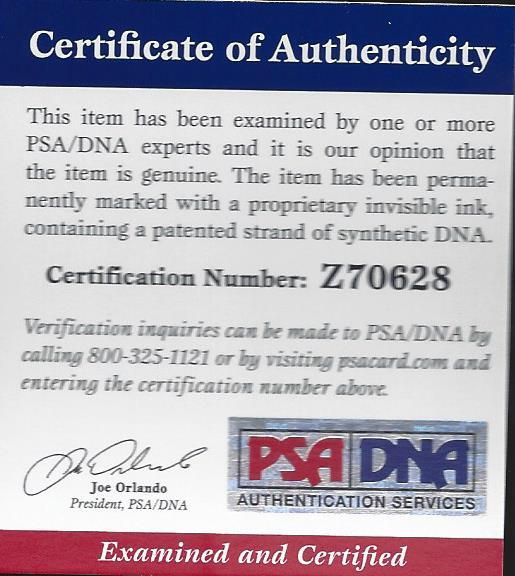 Certificate of Authenticity
This item has been examined by one or more
PSA/DNA experts and it is our opinion that
the item is genuine. The item has been perma-
nently marked with a proprietary invisible ink,
containing a patented strand of synthetic DNA.
Certification Number: Z70628
Verification inquiries can be made to PSA/DNA by
calling 800-325-1121 or by visiting psacard.com and
entering the certification number above.
Joe Orlando
President, PSA/DNA
PSA DNA
AUTHENTICATION SERVICES
Examined and Certified